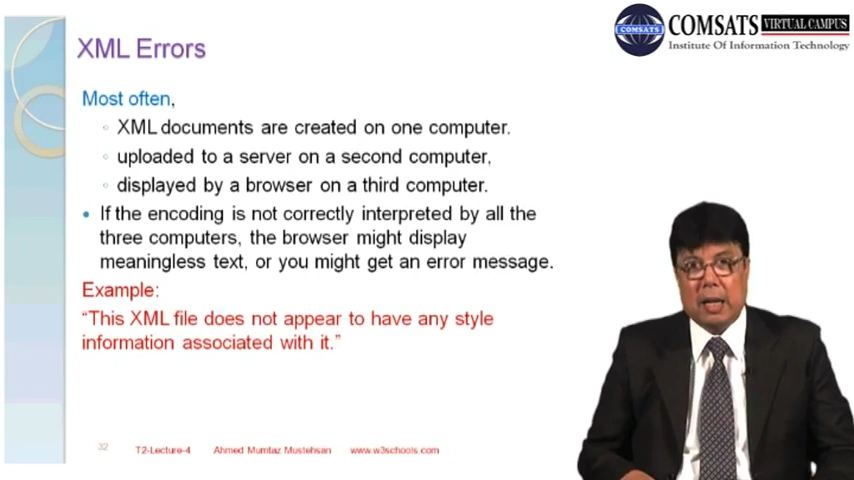 COMSATS VIRTUAL CAMPUS
COMSATS
Institute Of Information Technology
XML Errors
Most often,
XML documents are created on one computer.
uploaded to a server on a second computer,
displayed by a browser on a third computer.
If the encoding is not correctly interpreted by all the
three computers, the browser might display
meaningless text, or you might get an error message.
Example:
“This XML file does not appear to have any style
information associated with it.”
32
T2-Lecture-4 Ahmed Mumtaz Mustehsan www.w3schools.com